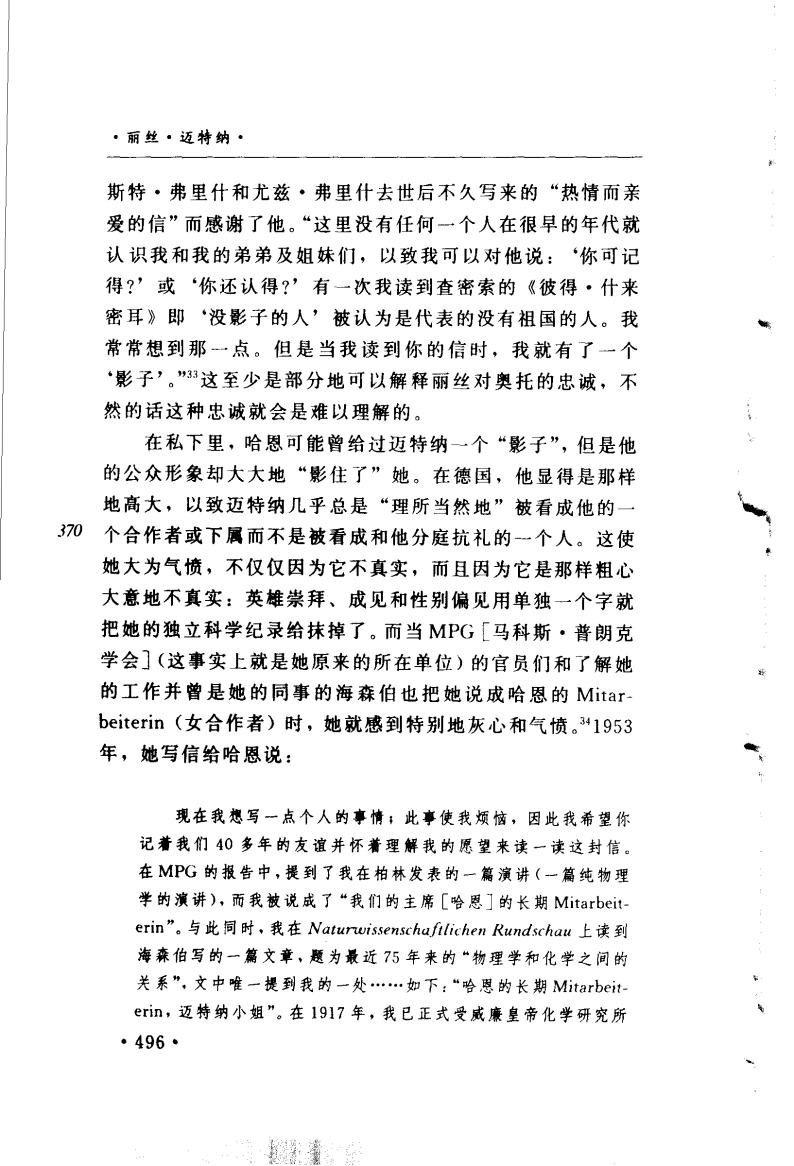 ·丽丝·迈特纳·
斯特·弗里什和尤兹·弗里什去世后不久写来的“热情而亲
爱的信”而感谢了他。“这里没有任何一个人在很早的年代就
认识我和我的弟弟及姐妹们，以致我可以对他说：‘你可记
得?’或‘你还认得?’有一次我读到查密索的《彼得·什来
密耳》即‘没影子的人’被认为是代表的没有祖国的人。我
常常想到那一点。但是当我读到你的信时，我就有了一个
‘影子’。”33这至少是部分地可以解释丽丝对奥托的忠诚，不
然的话这种忠诚就会是难以理解的。
在私下里，哈恩可能曾给过迈特纳一个“影子”，但是他
的公众形象却大大地“影住了”她。在德国，他显得是那样
地高大，以致迈特纳几乎总是“理所当然地”被看成他的一
370 个合作者或下属而不是被看成和他分庭抗礼的一个人。这使
她大为气愤，不仅仅因为它不真实，而且因为它是那样粗心
大意地不真实：英雄崇拜、成见和性别偏见用单独一个字就
把她的独立科学纪录给抹掉了。而当 MPG［马科斯·普朗克
学会］(这事实上就是她原来的所在单位) 的官员们和了解她
的工作并曾是她的同事的海森伯也把她说成哈恩的 Mitar-
beiterin（女合作者）时，她就感到特别地灰心和气愤。34 1953
年，她写信给哈恩说：
现在我想写一点个人的事情；此事使我烦恼，因此我希望你
记着我们 40 多年的友谊并怀着理解我的愿望来读一读这封信。
在 MPG 的报告中，提到了我在柏林发表的一篇演讲(一篇纯物理
学的演讲)，而我被说成了“我们的主席［哈恩］的长期 Mitarbeit-
erin”。与此同时，我在 Naturwissenschaftlichen Rundschau 上读到
海森伯写的一篇文章，题为最近 75 年来的“物理学和化学之间的
关系”，文中唯一提到我的一处……如下：“哈恩的长期 Mitarbeit-
erin，迈特纳小姐”。在 1917 年，我已正式受威廉皇帝化学研究所
·496·